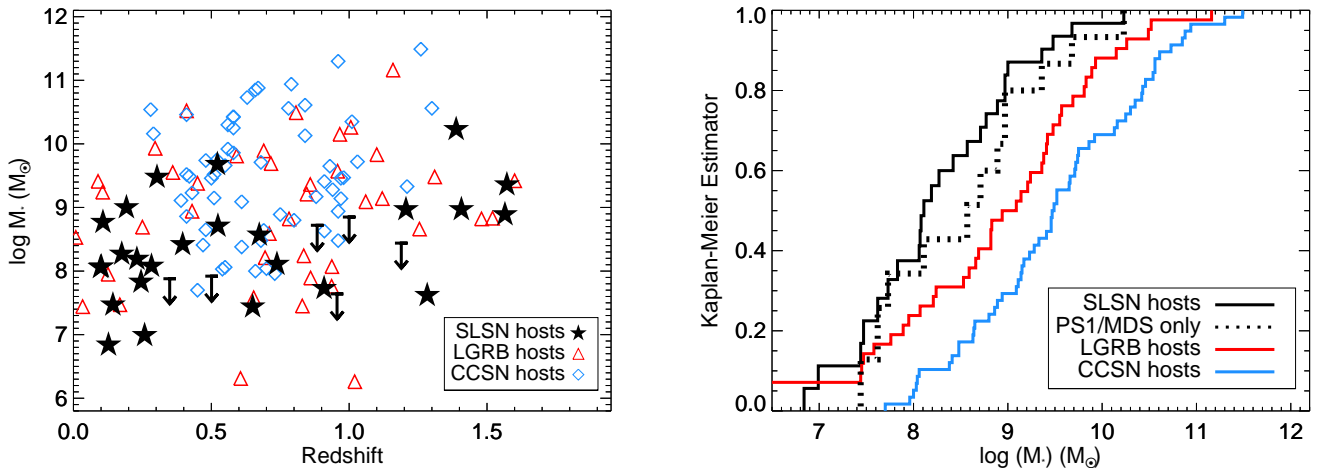 12
11
10
9
8
7
6
log M* (M☉)
0.0
0.5
1.0
1.5
Redshift
SLSN hosts
LGRB hosts
CCSN hosts
1.0
0.8
0.6
0.4
0.2
0.0
Kaplan-Meier Estimator
7
8
9
10
11
12
log (M*) (M☉)
SLSN hosts
PS1/MDS only
LGRB hosts
CCSN hosts